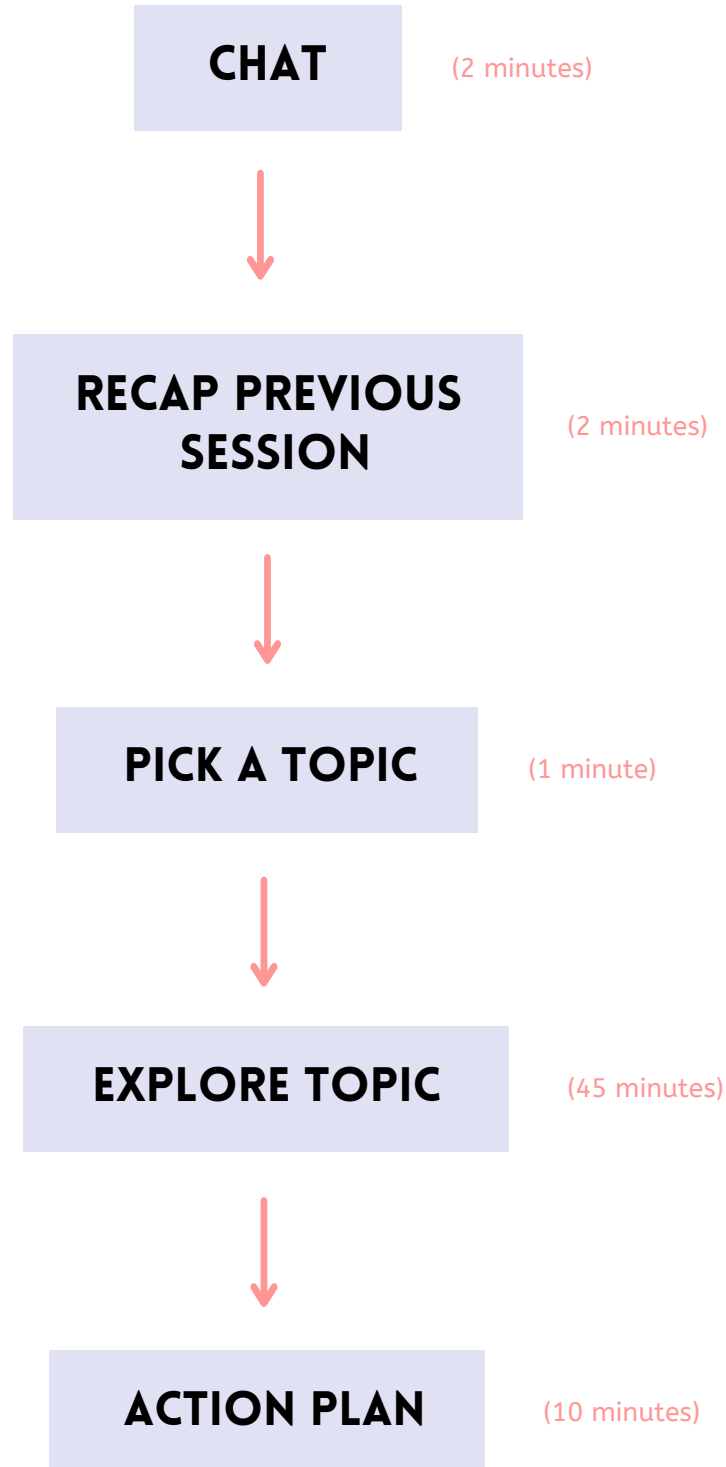 CHAT
(2 minutes)
RECAP PREVIOUS
SESSION
(2 minutes)
PICK A TOPIC
(1 minute)
EXPLORE TOPIC
(45 minutes)
ACTION PLAN
(10 minutes)